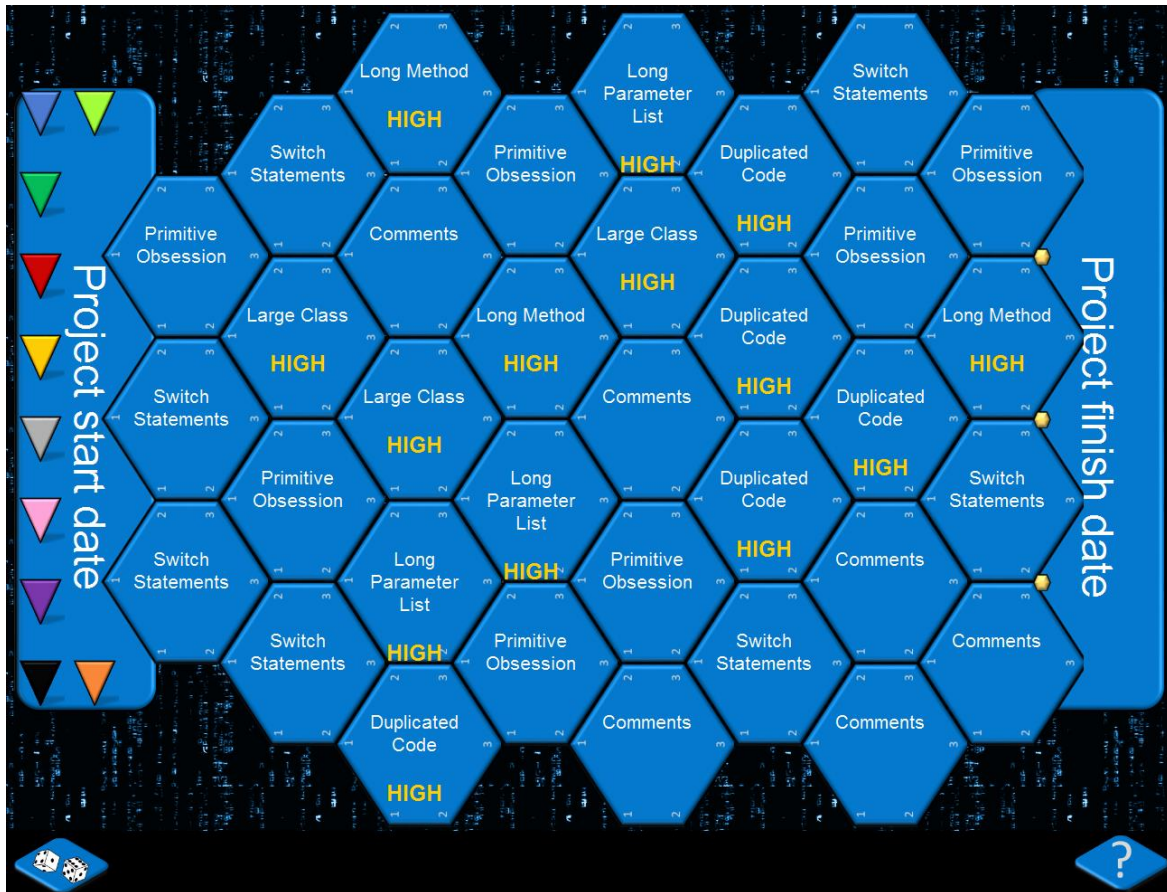 Project start date
Long Method
HIGH
Long
Parameter
List
HIGH
Switch
Statements
Switch
Statements
Primitive
Obsession
Duplicated
Code
HIGH
Primitive
Obsession
Primitive
Obsession
Comments
Large Class
HIGH
Primitive
Obsession
Large Class
HIGH
Long Method
HIGH
Duplicated
Code
HIGH
Long Method
HIGH
Switch
Statements
Large Class
HIGH
Comments
Duplicated
Code
HIGH
Primitive
Obsession
Long
Parameter
List
HIGH
Duplicated
Code
HIGH
Switch
Statements
Switch
Statements
Long
Parameter
List
HIGH
Primitive
Obsession
Comments
Switch
Statements
Primitive
Obsession
Switch
Statements
Comments
Duplicated
Code
HIGH
Comments
Comments
Project finish date
?